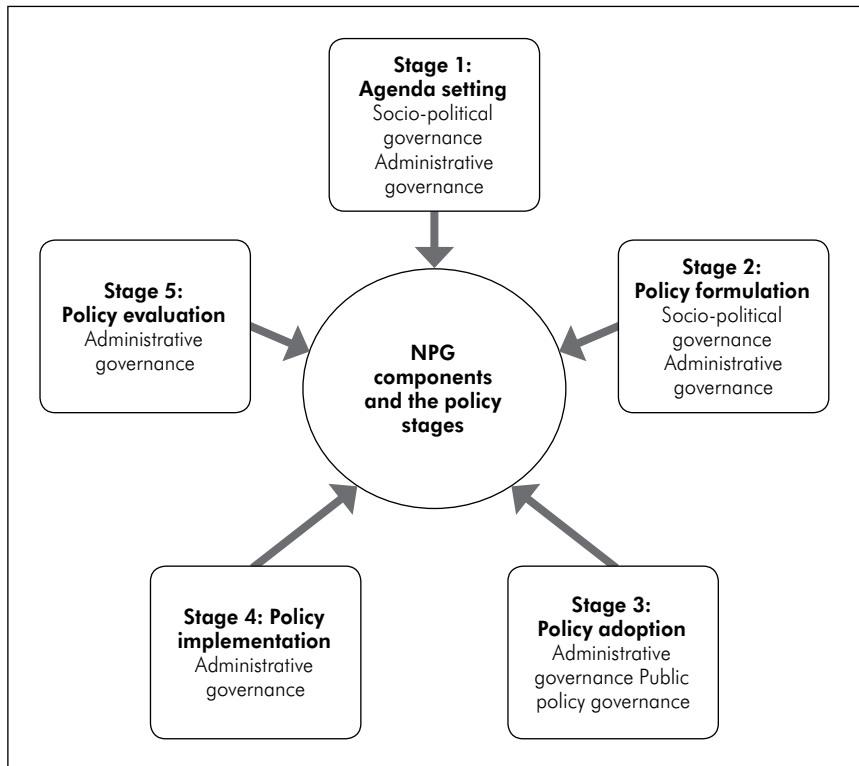 Stage 1:
Agenda setting
Socio-political
governance
Administrative
governance
Stage 2:
Policy formulation
Socio-political
governance
Administrative
governance
Stage 3:
Policy adoption
Administrative
governance Public
policy governance
Stage 4: Policy
implementation
Administrative
governance
Stage 5:
Policy evaluation
Administrative
governance
NPG
components
and the policy
stages